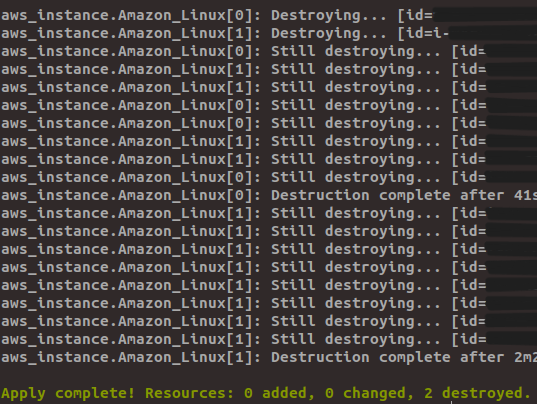 aws_instance.Amazon_Linux[0]: Destroying... [id=
aws_instance.Amazon_Linux[1]: Destroying... [id=i-
aws_instance.Amazon_Linux[0]: Still destroying... [id=
aws_instance.Amazon_Linux[1]: Still destroying... [id=
aws_instance.Amazon_Linux[1]: Still destroying... [id=
aws_instance.Amazon_Linux[0]: Still destroying... [id=
aws_instance.Amazon_Linux[0]: Still destroying... [id=
aws_instance.Amazon_Linux[1]: Still destroying... [id=
aws_instance.Amazon_Linux[1]: Still destroying... [id=
aws_instance.Amazon_Linux[0]: Still destroying... [id=
aws_instance.Amazon_Linux[0]: Destruction complete after 41s
aws_instance.Amazon_Linux[1]: Still destroying... [id=
aws_instance.Amazon_Linux[1]: Still destroying... [id=
aws_instance.Amazon_Linux[1]: Still destroying... [id=
aws_instance.Amazon_Linux[1]: Still destroying... [id=
aws_instance.Amazon_Linux[1]: Still destroying... [id=
aws_instance.Amazon_Linux[1]: Still destroying... [id=
aws_instance.Amazon_Linux[1]: Still destroying... [id=
aws_instance.Amazon_Linux[1]: Still destroying... [id=
aws_instance.Amazon_Linux[1]: Destruction complete after 2m2
Apply complete! Resources: 0 added, 0 changed, 2 destroyed.